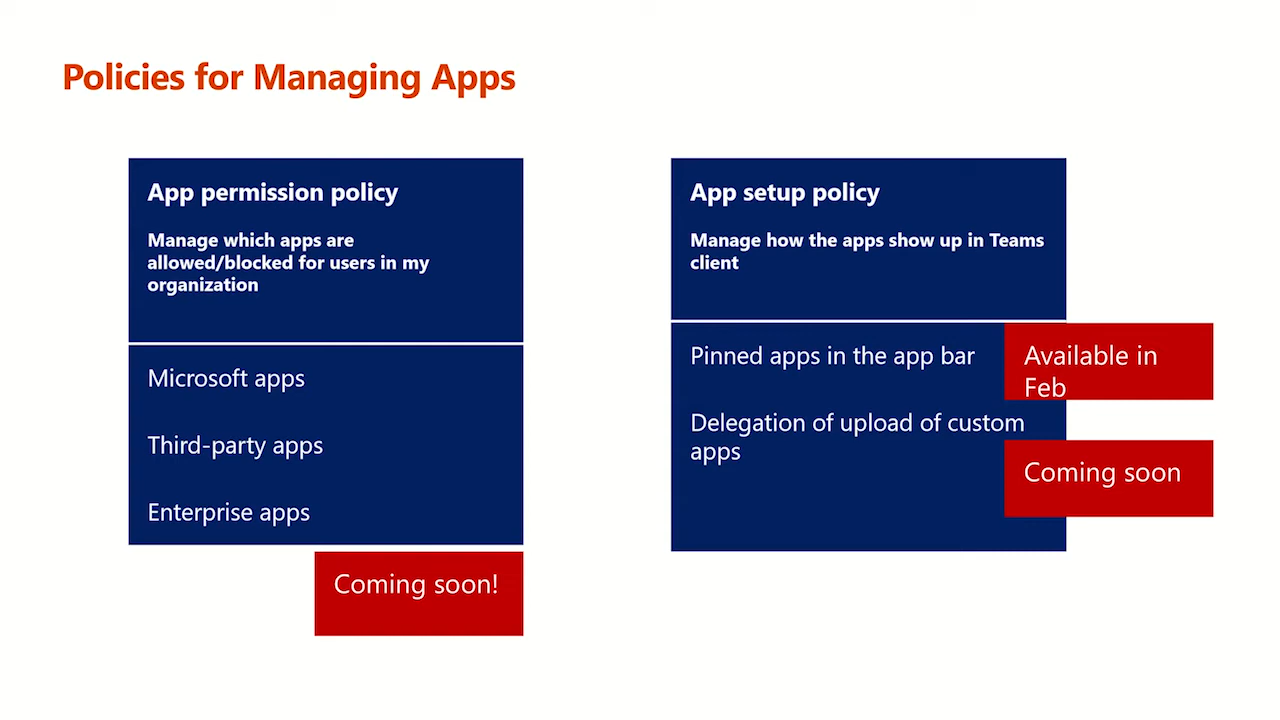 Policies for Managing Apps
App permission policy
Manage which apps are
allowed/blocked for users in my
organization
Microsoft apps
Third-party apps
Enterprise apps
Coming soon!
App setup policy
Manage how the apps show up in Teams
client
Pinned apps in the app bar
Available in
Feb
Delegation of upload of custom
apps
Coming soon